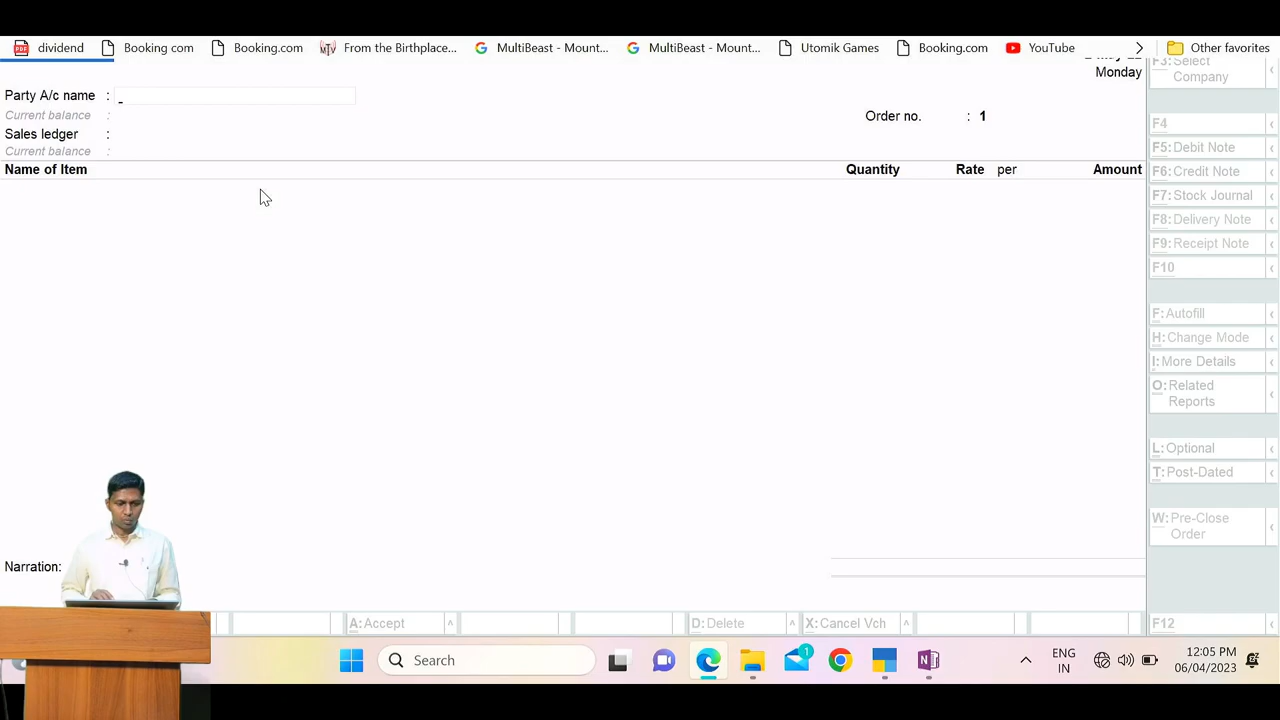 dividend
Booking com
Booking.com
From the Birthplace...
MultiBeast - Mount...
MultiBeast - Mount...
Utomik Games
Booking.com
YouTube
Other favorites
F3: Select
Company
Monday
Party A/c name :
Current balance :
Order no. : 1
Sales ledger :
Current balance :
Name of Item Quantity Rate per Amount
F4
F5: Debit Note
F6: Credit Note
F7: Stock Journal
F8: Delivery Note
F9: Receipt Note
F10
F: Autofill
H: Change Mode
I: More Details
O: Related
Reports
L: Optional
T: Post-Dated
W: Pre-Close
Order
Narration:
A: Accept ^
D: Delete ^
X: Cancel Vch ^
F12
Search
1
ENG
IN
12:05 PM
06/04/2023